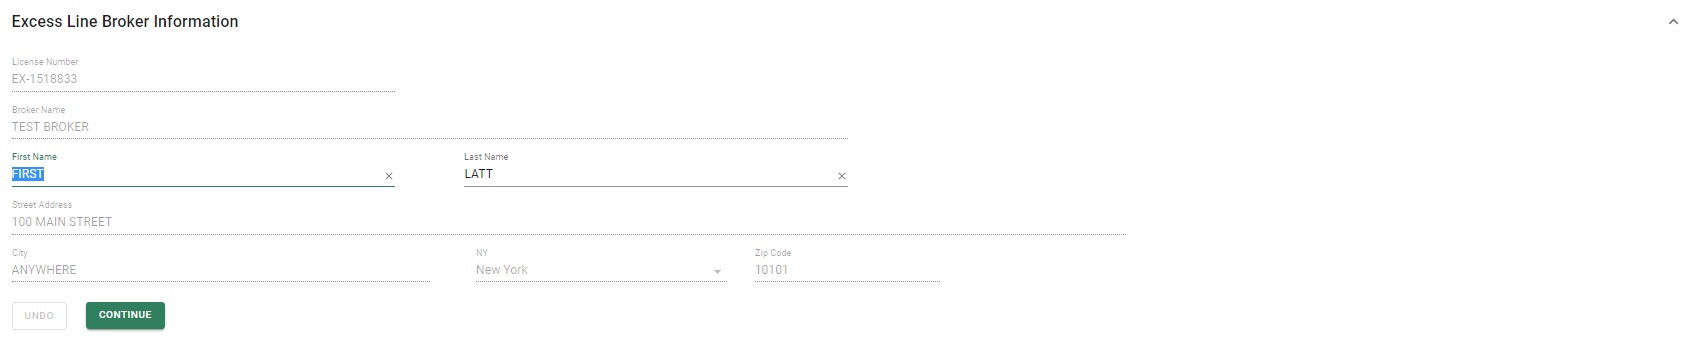 Excess Line Broker Information
License Number
EX-1518833
Broker Name
TEST BROKER
First Name Last Name
FIRST LATT
Street Address
100 MAIN STREET
City NY Zip Code
ANYWHERE New York 10101
UNDO CONTINUE